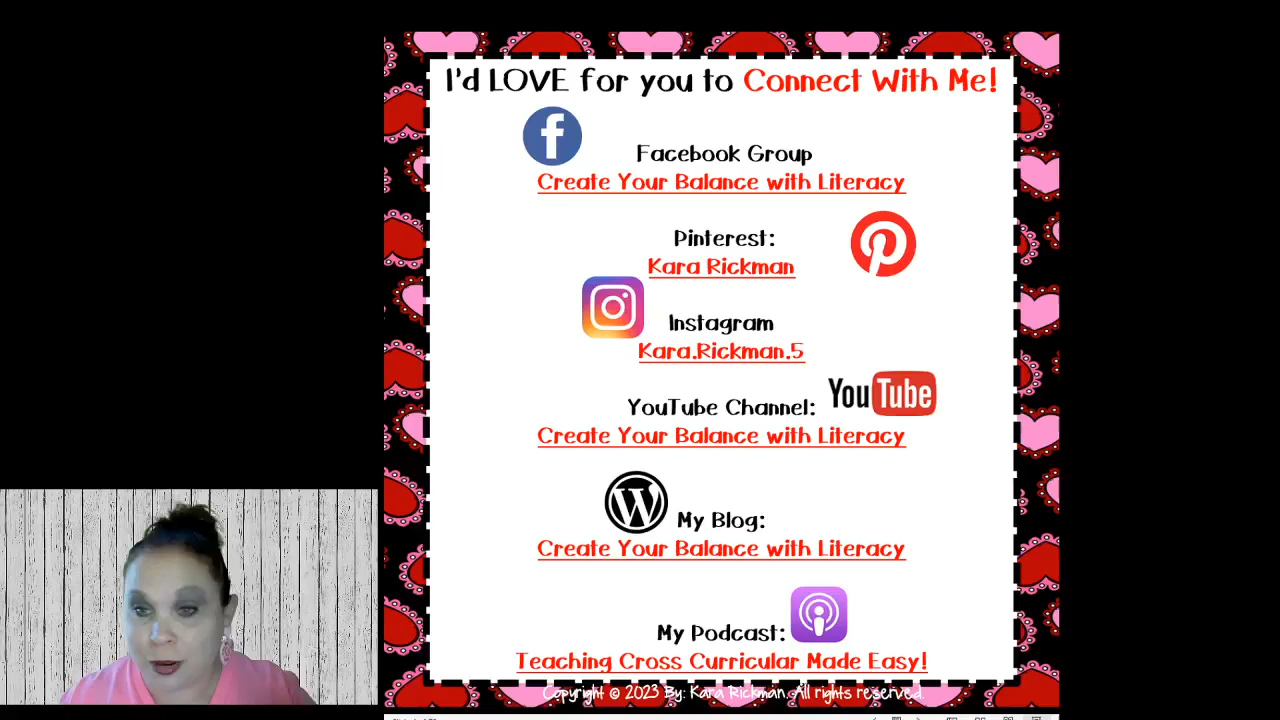 I'd LOVE for you to Connect With Me!
Facebook Group
Create Your Balance with Literacy
Pinterest:
Kara Rickman
Instagram
Kara.Rickman.5
YouTube Channel:
YouTube
Create Your Balance with Literacy
My Blog:
Create Your Balance with Literacy
My Podcast:
Teaching Cross Curricular Made Easy!
Copyright © 2023 By: Kara Rickman. All rights reserved.